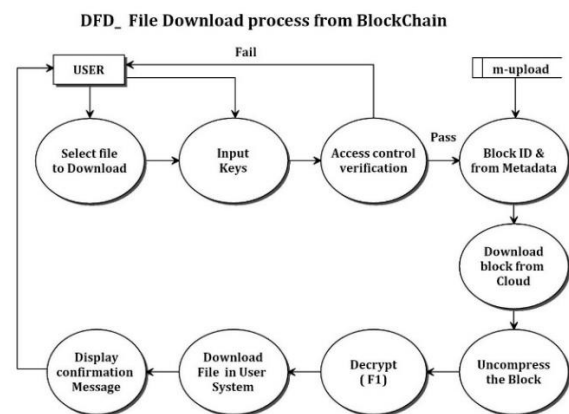 DFD_ File Download process from BlockChain
Fail
USER
m-upload
Pass
Select file
to Download
Input
Keys
Access control
verification
Block ID &
from Metadata
Download
block from
Cloud
Display
confirmation
Message
Download
File in User
System
Decrypt
( F1)
Uncompress
the Block